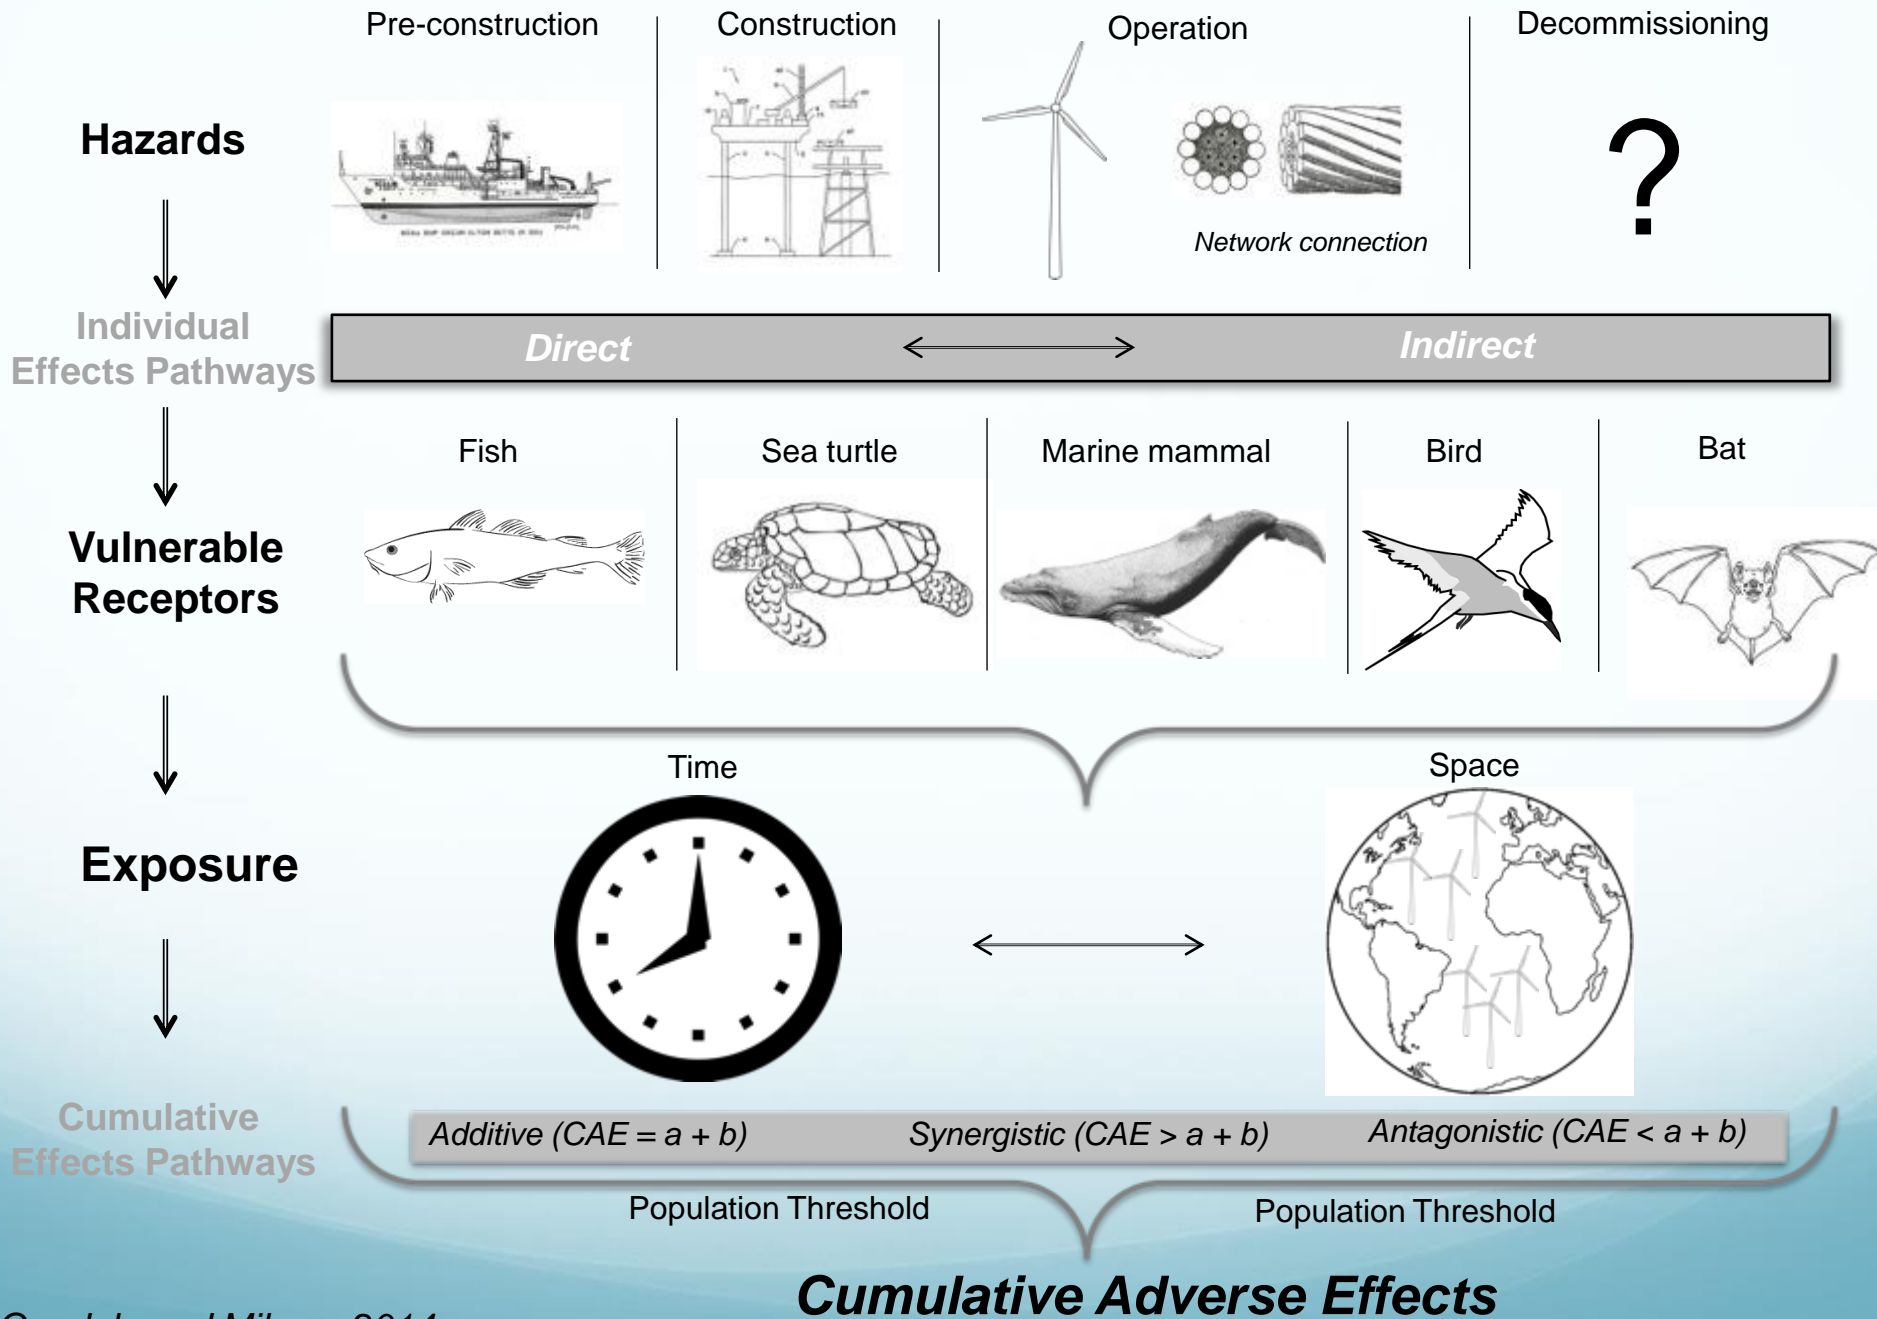 Pre-construction
Construction
Operation
Decommissioning
Hazards
?
Network connection
Individual
Effects Pathways
Direct
Indirect
Fish
Sea turtle
Marine mammal
Bird
Bat
Vulnerable
Receptors
Time
Space
Exposure
Cumulative
Effects Pathways
Additive (CAE = a + b)
Synergistic (CAE > a + b)
Antagonistic (CAE < a + b)
Population Threshold
Population Threshold
Cumulative Adverse Effects